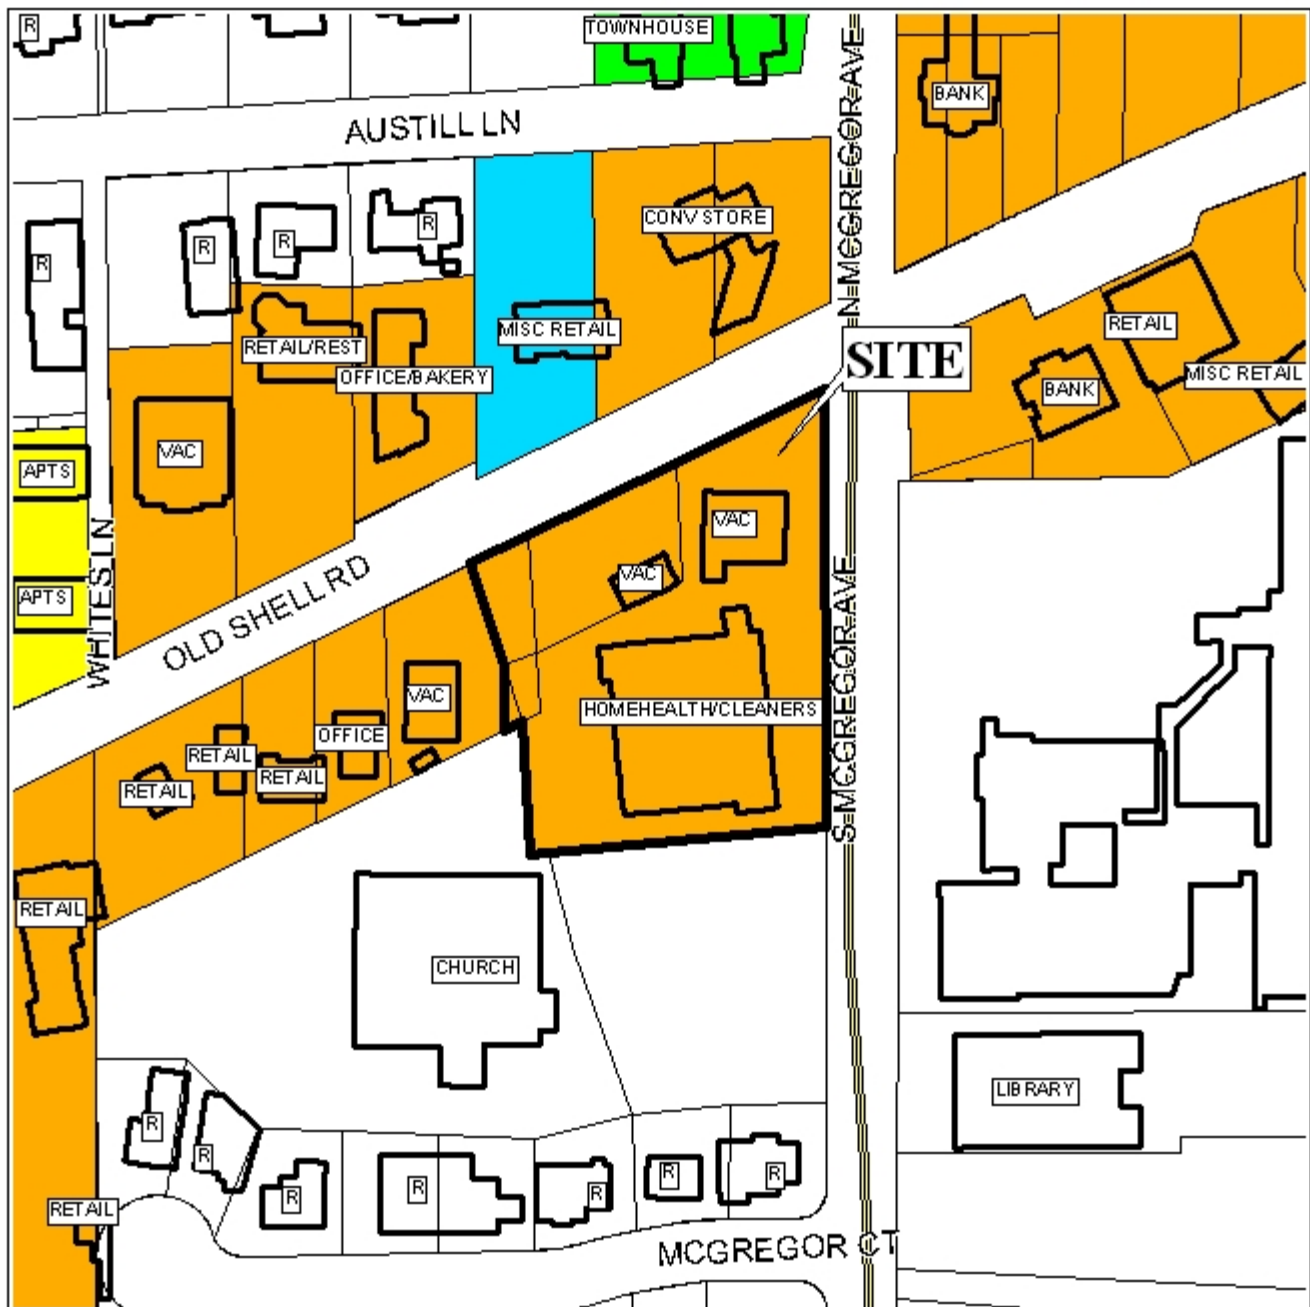 R
TOWNHOUSE
BANK
AUSTILL LN
N MCGREGOR AVE
R
R
R
R
CONV STORE
MISC RETAIL
RETAIL/REST
OFFICE/BAKERY
SITE
RETAIL
BANK
MISC RETAIL
VAC
APTS
APTS
WHITES LN
OLD SHELL RD
VAC
VAC
S MCGREGOR AVE
VAC
HOMEHEALTH/CLEANERS
OFFICE
RETAIL
RETAIL
RETAIL
RETAIL
CHURCH
LIBRARY
R
R
R
R
R
R
R
RETAIL
MCGREGOR CT